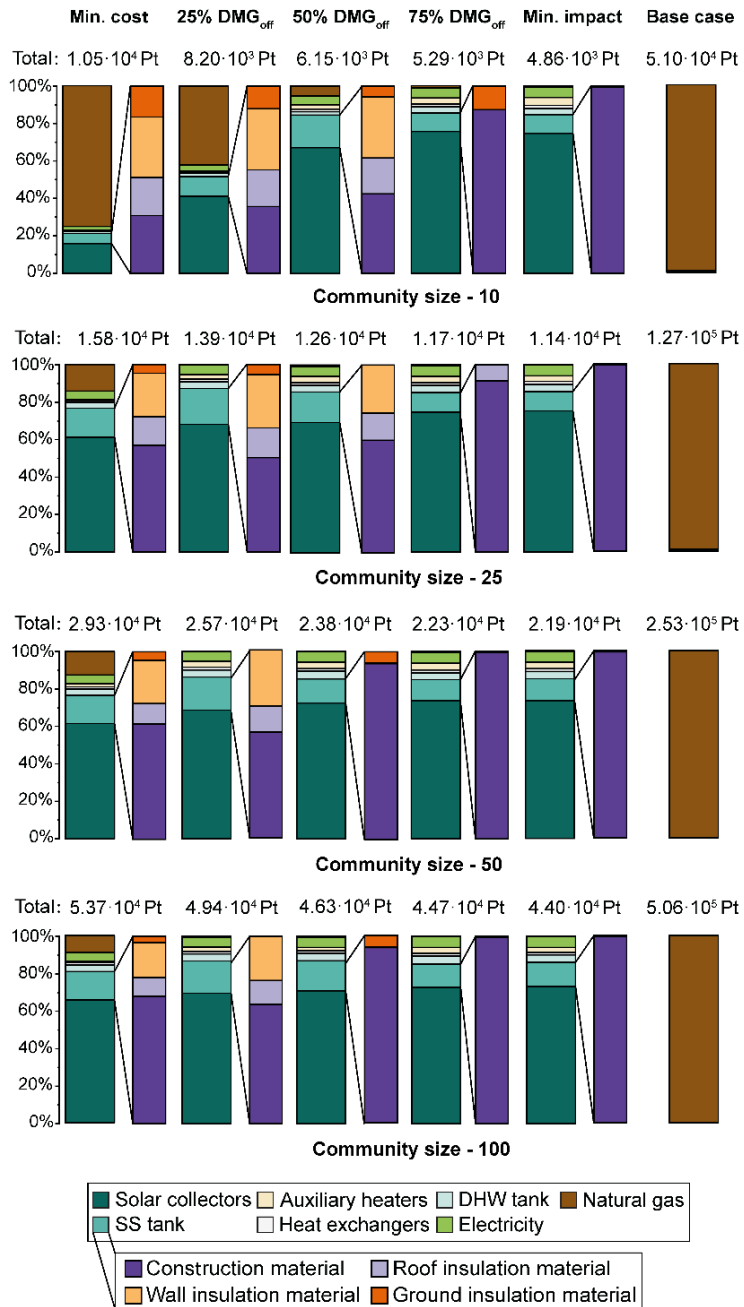 Min. cost 25% DMGoff 50% DMGoff 75% DMGoff Min. impact Base case
Total: 1.05·10⁴ Pt 8.20·10³ Pt 6.15·10³ Pt 5.29·10³ Pt 4.86·10³ Pt 5.10·10⁴ Pt
100%
80%
60%
40%
20%
0%
Community size - 10
Total: 1.58·10⁴ Pt 1.39·10⁴ Pt 1.26·10⁴ Pt 1.17·10⁴ Pt 1.14·10⁴ Pt 1.27·10⁵ Pt
100%
80%
60%
40%
20%
0%
Community size - 25
Total: 2.93·10⁴ Pt 2.57·10⁴ Pt 2.38·10⁴ Pt 2.23·10⁴ Pt 2.19·10⁴ Pt 2.53·10⁵ Pt
100%
80%
60%
40%
20%
0%
Community size - 50
Total: 5.37·10⁴ Pt 4.94·10⁴ Pt 4.63·10⁴ Pt 4.47·10⁴ Pt 4.40·10⁴ Pt 5.06·10⁵ Pt
100%
80%
60%
40%
20%
0%
Community size - 100
Solar collectors Auxiliary heaters DHW tank Natural gas
SS tank Heat exchangers Electricity
Construction material Roof insulation material
Wall insulation material Ground insulation material